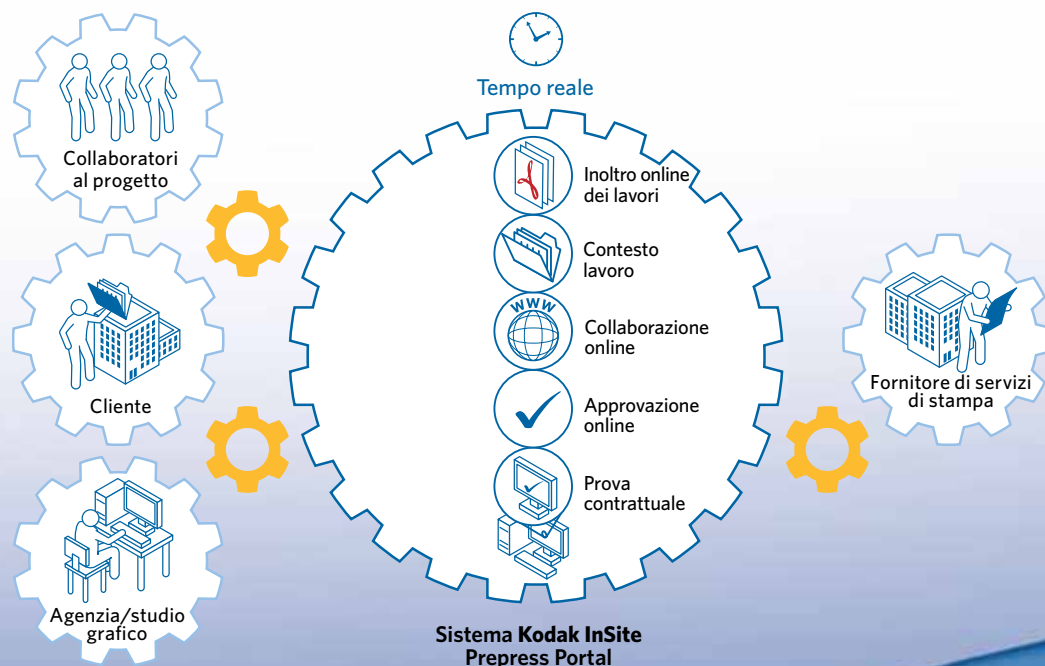 Tempo reale
Collaboratori
al progetto
Cliente
Agenzia/studio
grafico
Inoltro online
dei lavori
Contesto
lavoro
WWW
Collaborazione
online
Approvazione
online
Prova
contrattuale
Sistema Kodak InSite
Prepress Portal
Fornitore di servizi
di stampa